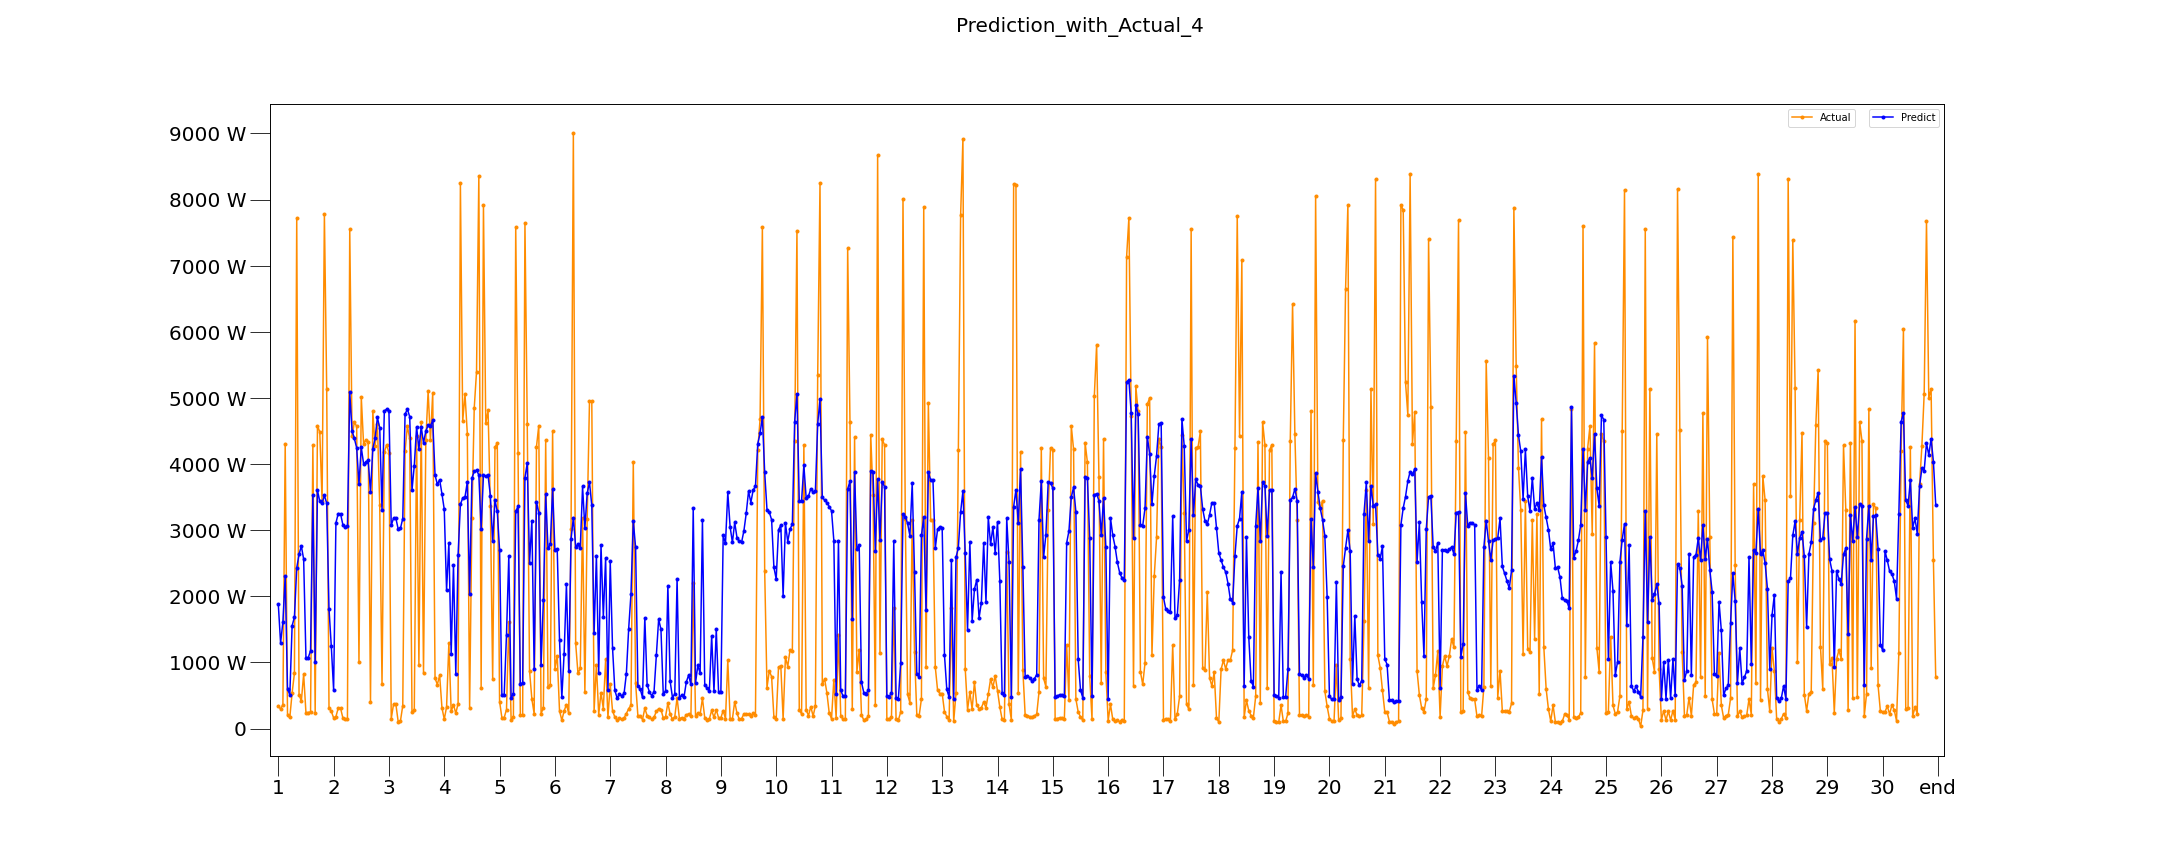 Prediction_with_Actual_4
Actual Predict
9000 W
8000 W
7000 W
6000 W
5000 W
4000 W
3000 W
2000 W
1000 W
0
1 2 3 4 5 6 7 8 9 10 11 12 13 14 15 16 17 18 19 20 21 22 23 24 25 26 27 28 29 30 end